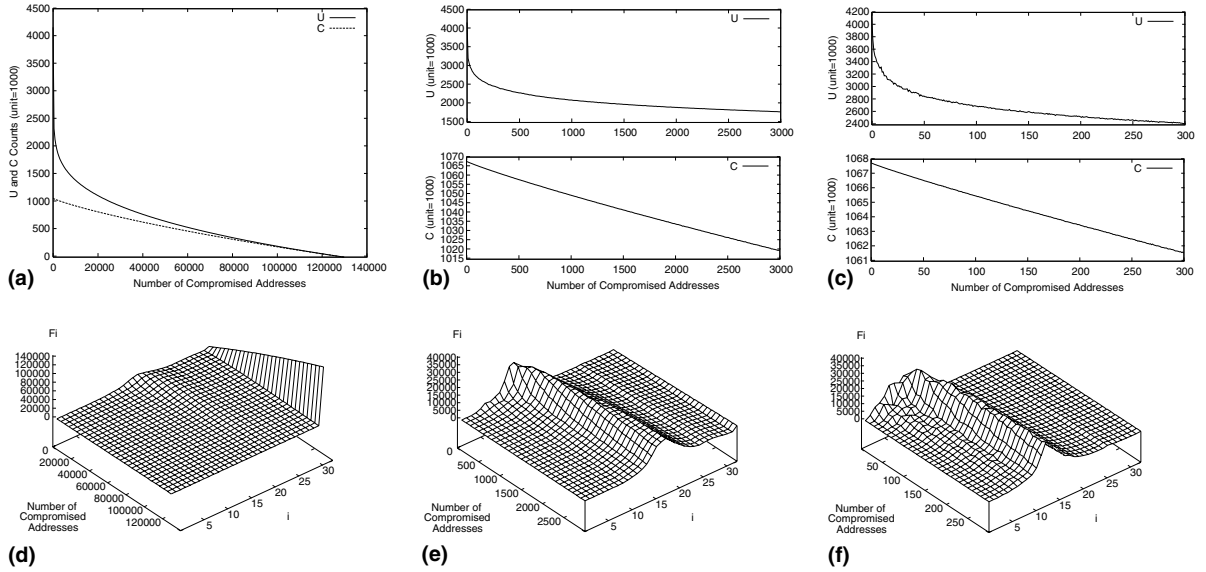 U
C
U and C Counts (unit=1000)
4500
4000
3500
3000
2500
2000
1500
1000
500
0
0 20000 40000 60000 80000 100000 120000 140000
Number of Compromised Addresses
(a)
U
U (unit=1000)
4500
4000
3500
3000
2500
2000
1500
0 500 1000 1500 2000 2500 3000
C
C (unit=1000)
1070
1065
1060
1055
1050
1045
1040
1035
1030
1025
1020
1015
0 500 1000 1500 2000 2500 3000
Number of Compromised Addresses
(b)
U
U (unit=1000)
4200
4000
3800
3600
3400
3200
3000
2800
2600
2400
0 50 100 150 200 250 300
C
C (unit=1000)
1068
1067
1066
1065
1064
1063
1062
1061
0 50 100 150 200 250 300
Number of Compromised Addresses
(c)
Fi
140000
120000
100000
80000
60000
40000
20000
0
0
20000
40000
60000
80000
100000
120000
Number of
Compromised
Addresses
5 10 15 20 25 30
i
(d)
Fi
40000
35000
30000
25000
20000
15000
10000
5000
0
0
500
1000
1500
2000
2500
Number of
Compromised
Addresses
5 10 15 20 25 30
i
(e)
Fi
40000
35000
30000
25000
20000
15000
10000
5000
0
50
100
150
200
250
Number of
Compromised
Addresses
5 10 15 20 25 30
i
(f)